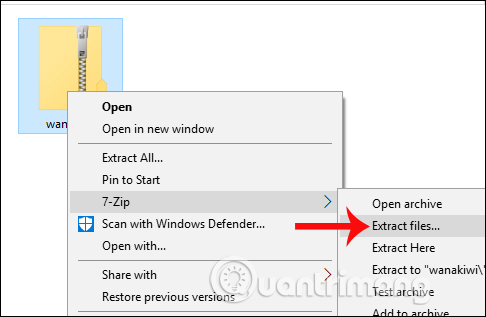 wan
Open
Open in new window
Extract All...
Pin to Start
7-Zip
Scan with Windows Defender...
Open with...
Share with
Restore previous versions
Open archive
Extract files...
Extract Here
Extract to "wanakiwi\"
Test archive
Add to archive
Quantrimang